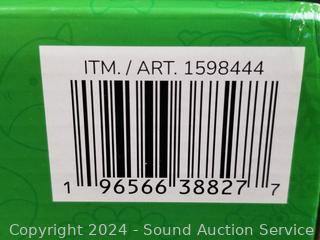 ITM. / ART. 1598444
1 96566 38827 7
Copyright 2024 - Sound Auction Service